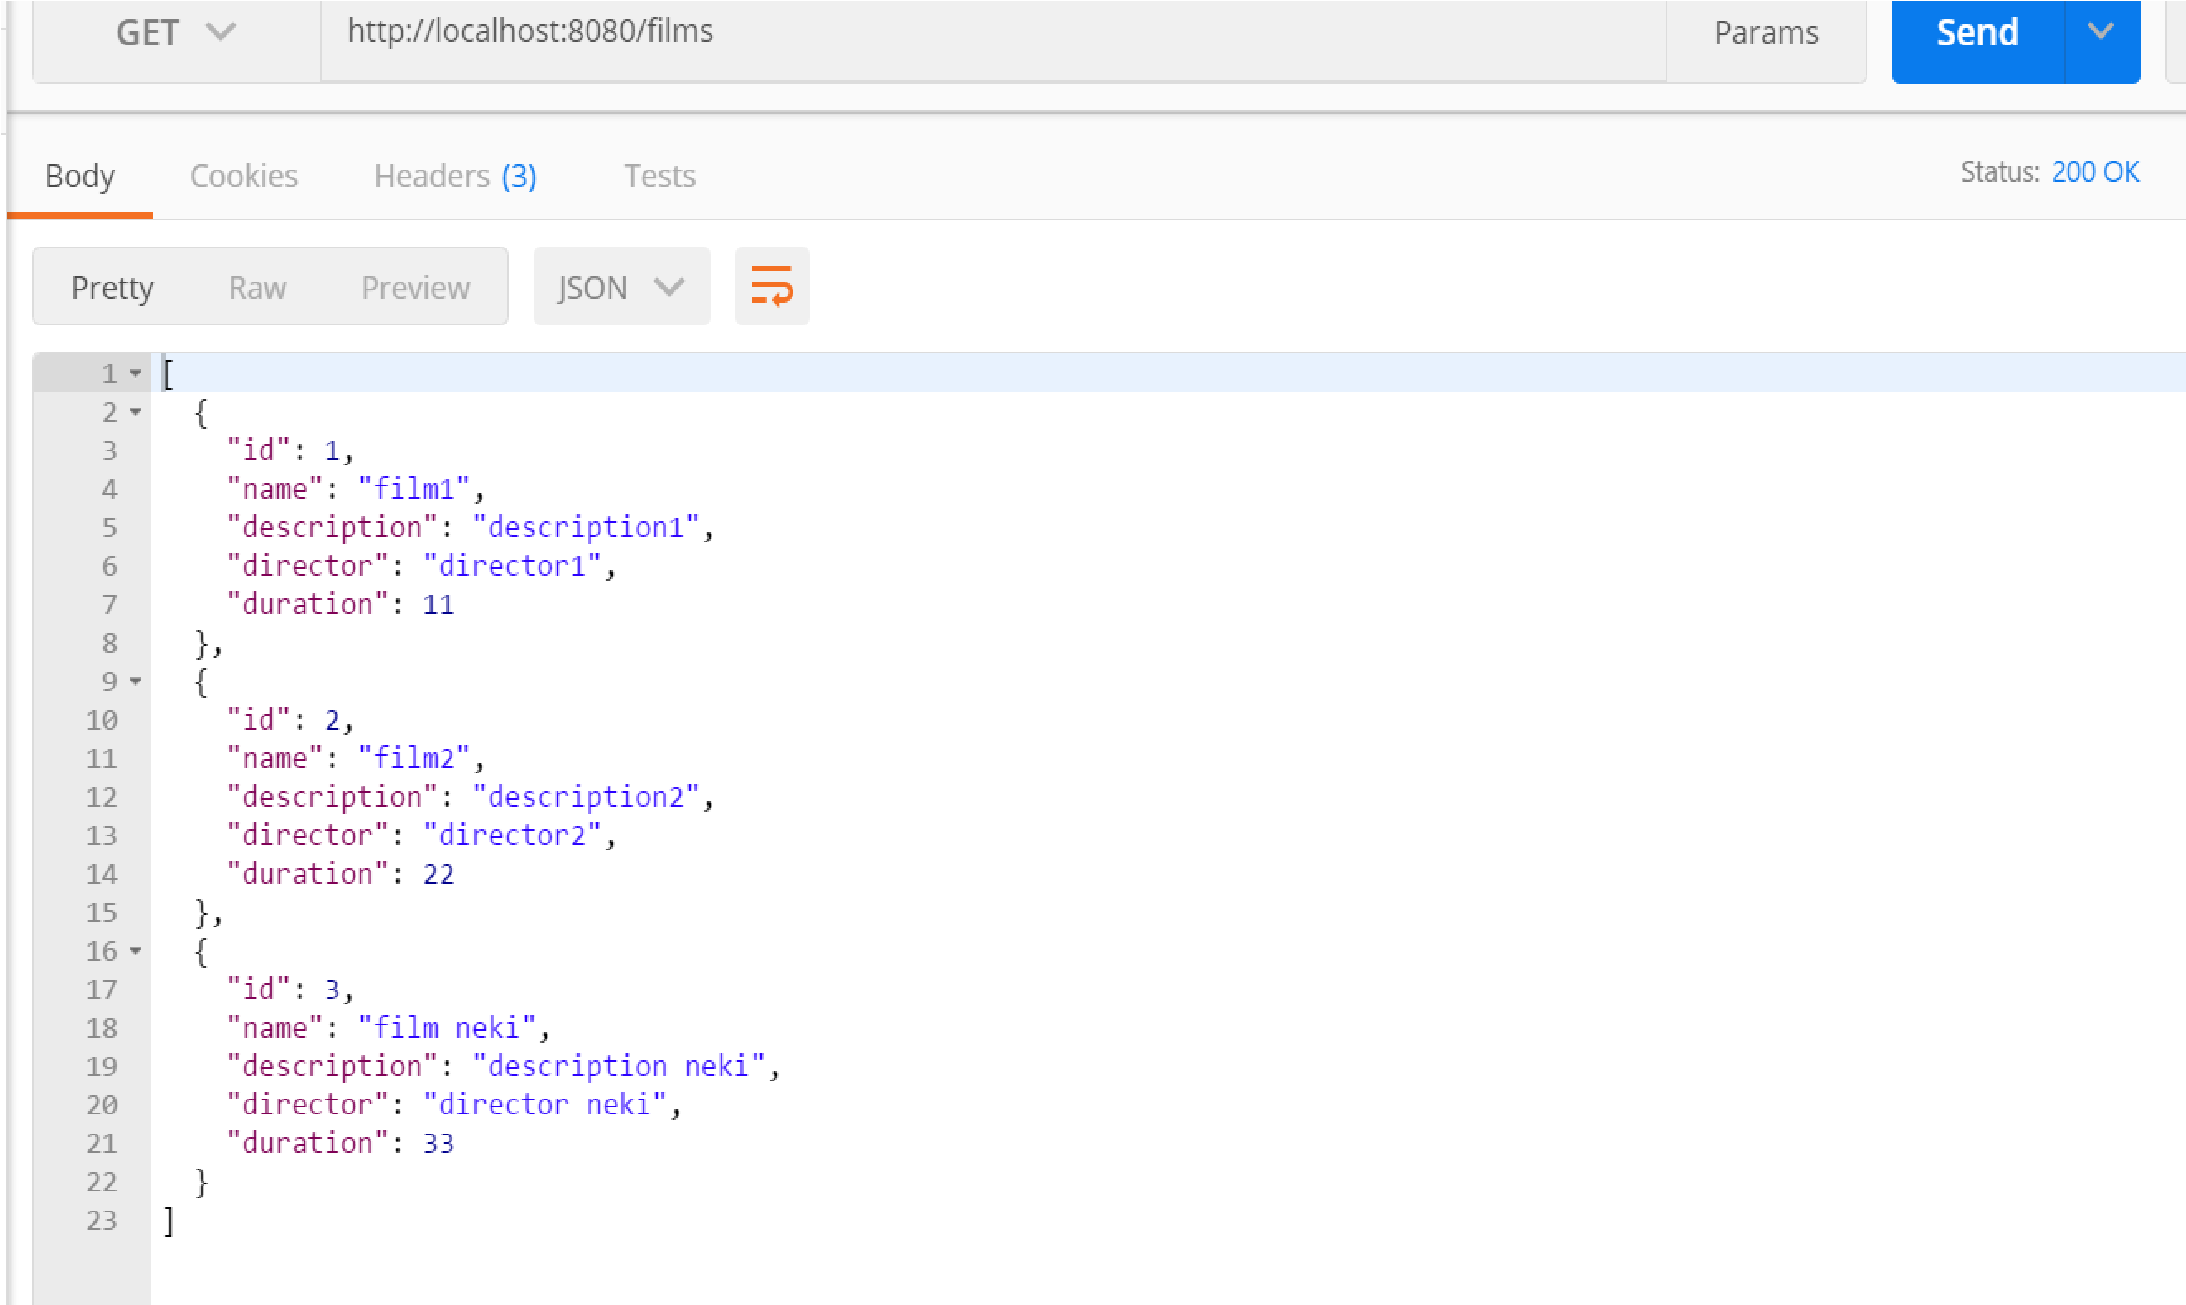 GET http://localhost:8080/films Params Send
Body Cookies Headers (3) Tests Status: 200 OK
Pretty Raw Preview JSON
1 [
2 {
3 "id": 1,
4 "name": "film1",
5 "description": "description1",
6 "director": "director1",
7 "duration": 11
8 },
9 {
10 "id": 2,
11 "name": "film2",
12 "description": "description2",
13 "director": "director2",
14 "duration": 22
15 },
16 {
17 "id": 3,
18 "name": "film neki",
19 "description": "description neki",
20 "director": "director neki",
21 "duration": 33
22 }
23 ]